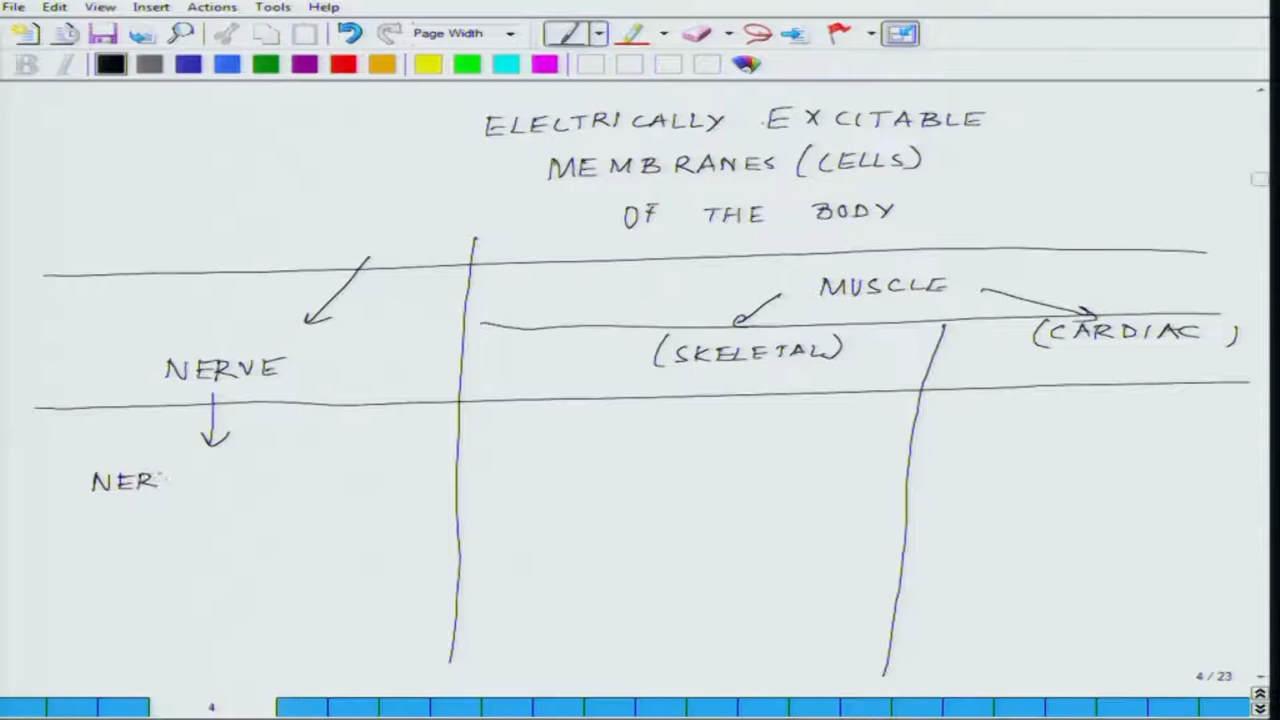 File Edit View Insert Actions Tools Help
Page Width
B I
ELECTRICALLY EXCITABLE
MEMBRANES (CELLS)
OF THE BODY
MUSCLE
(SKELETAL)
(CARDIAC)
NERVE
NER
4 / 23
4